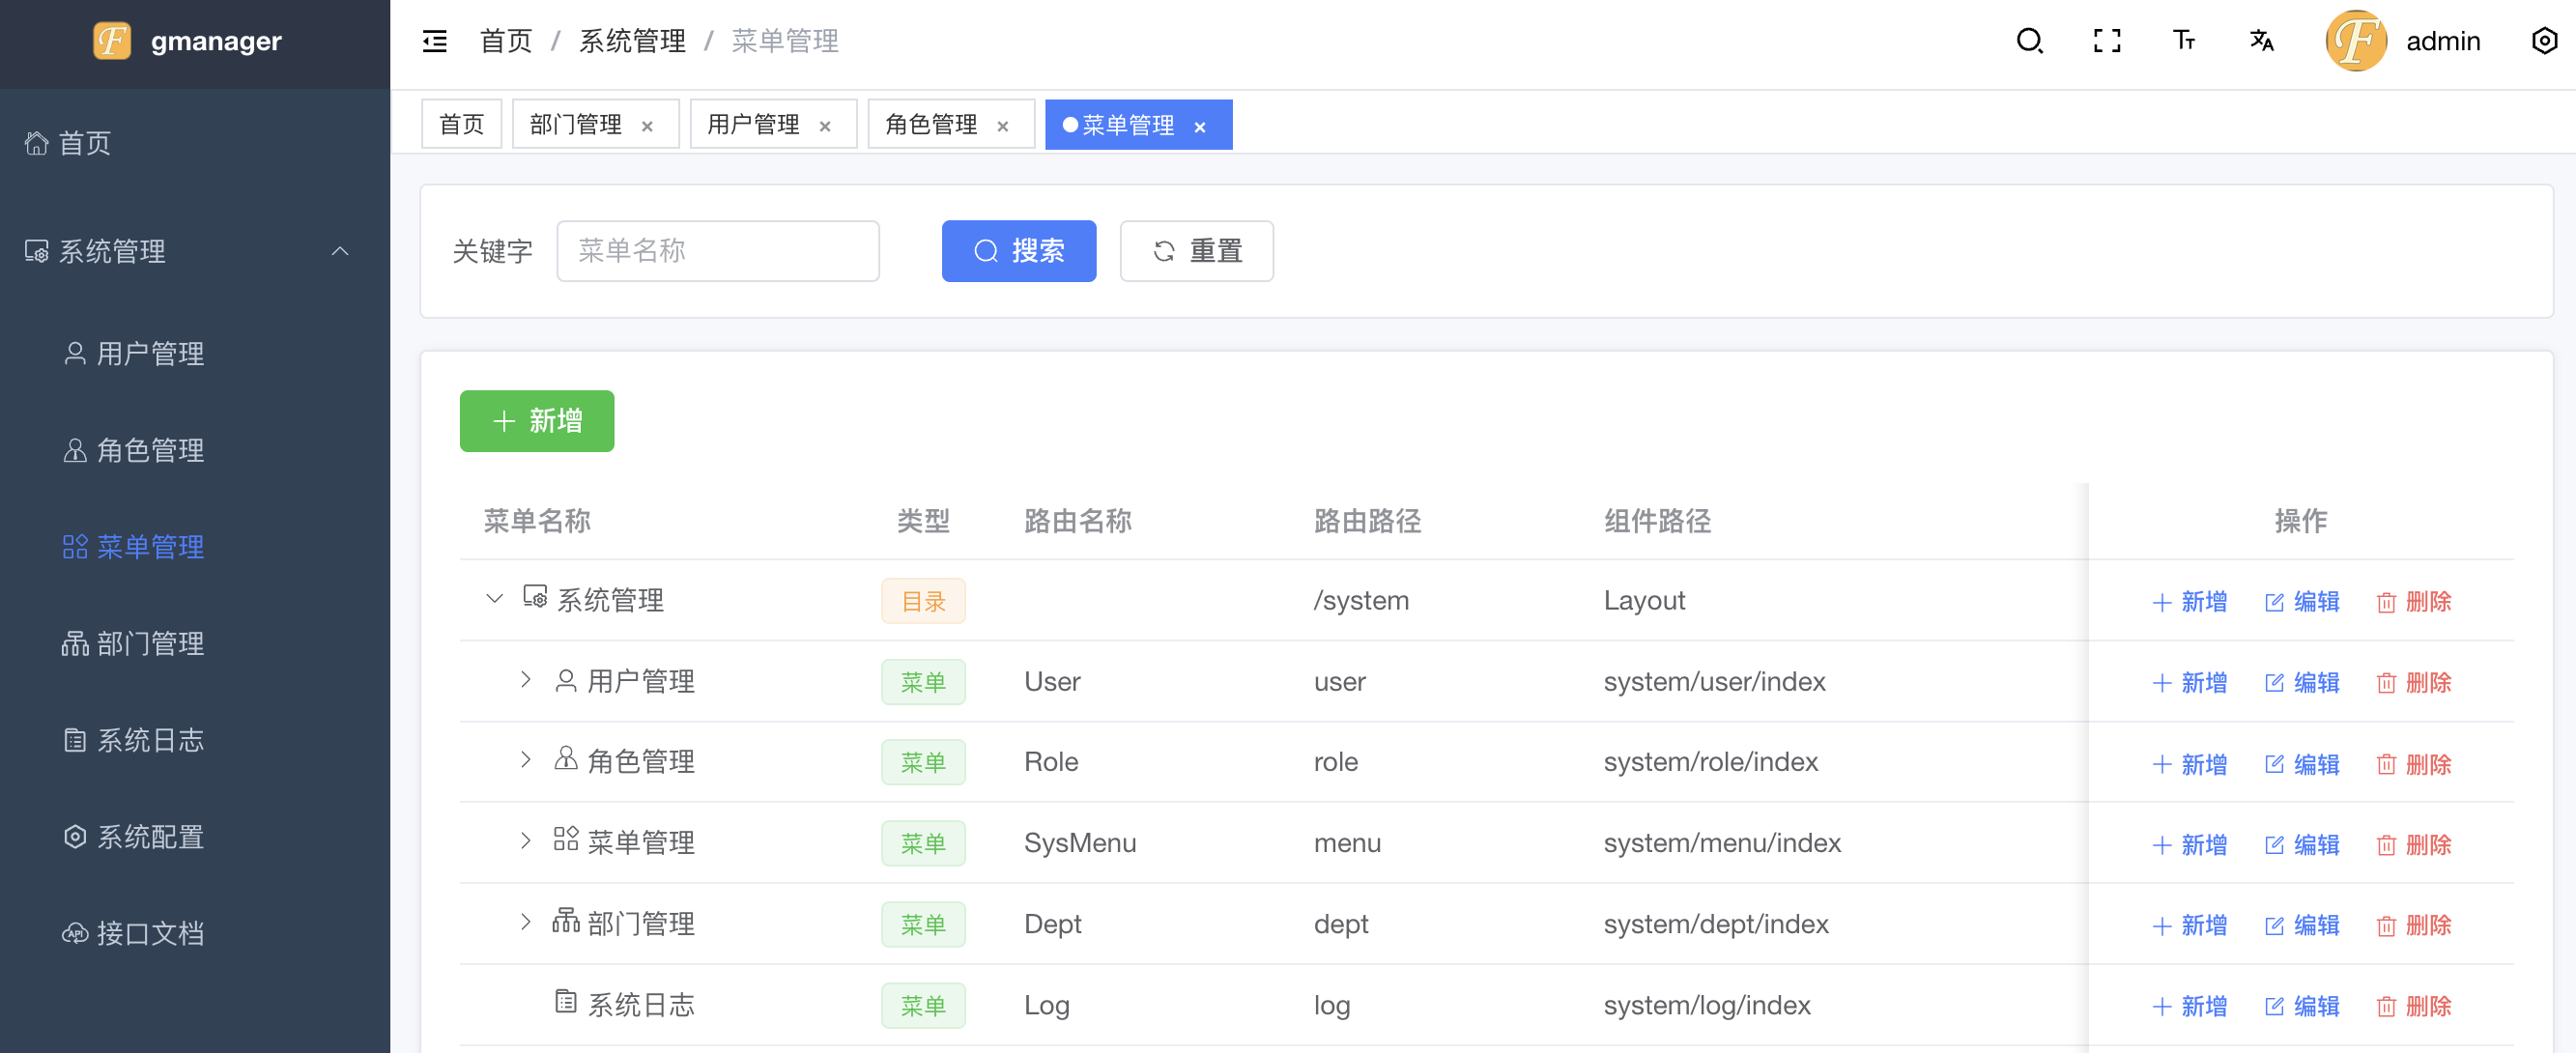 gmanager
首页 / 系统管理 / 菜单管理
admin
首页 部门管理 × 用户管理 × 角色管理 × 菜单管理 ×
首页
系统管理
用户管理
角色管理
菜单管理
部门管理
系统日志
系统配置
接口文档
关键字 菜单名称 搜索 重置
新增
菜单名称 类型 路由名称 路由路径 组件路径 操作
系统管理 目录 /system Layout 新增 编辑 删除
用户管理 菜单 User user system/user/index 新增 编辑 删除
角色管理 菜单 Role role system/role/index 新增 编辑 删除
菜单管理 菜单 SysMenu menu system/menu/index 新增 编辑 删除
部门管理 菜单 Dept dept system/dept/index 新增 编辑 删除
系统日志 菜单 Log log system/log/index 新增 编辑 删除